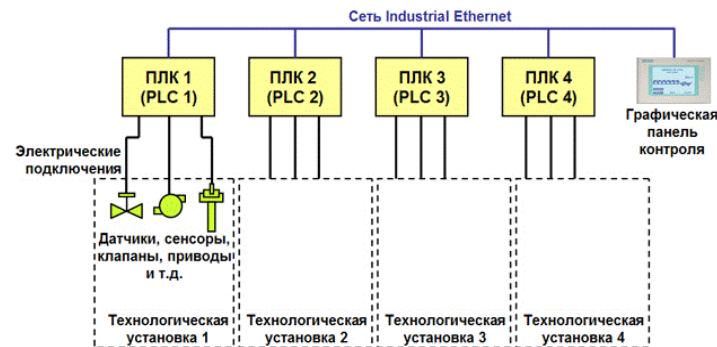 Сеть Industrial Ethernet
ПЛК 1
(PLC 1)
ПЛК 2
(PLC 2)
ПЛК 3
(PLC 3)
ПЛК 4
(PLC 4)
Графическая
панель
контроля
Электрические
подключения
Датчики, сенсоры,
клапаны, приводы
и т.д.
Технологическая
установка 1
Технологическая
установка 2
Технологическая
установка 3
Технологическая
установка 4